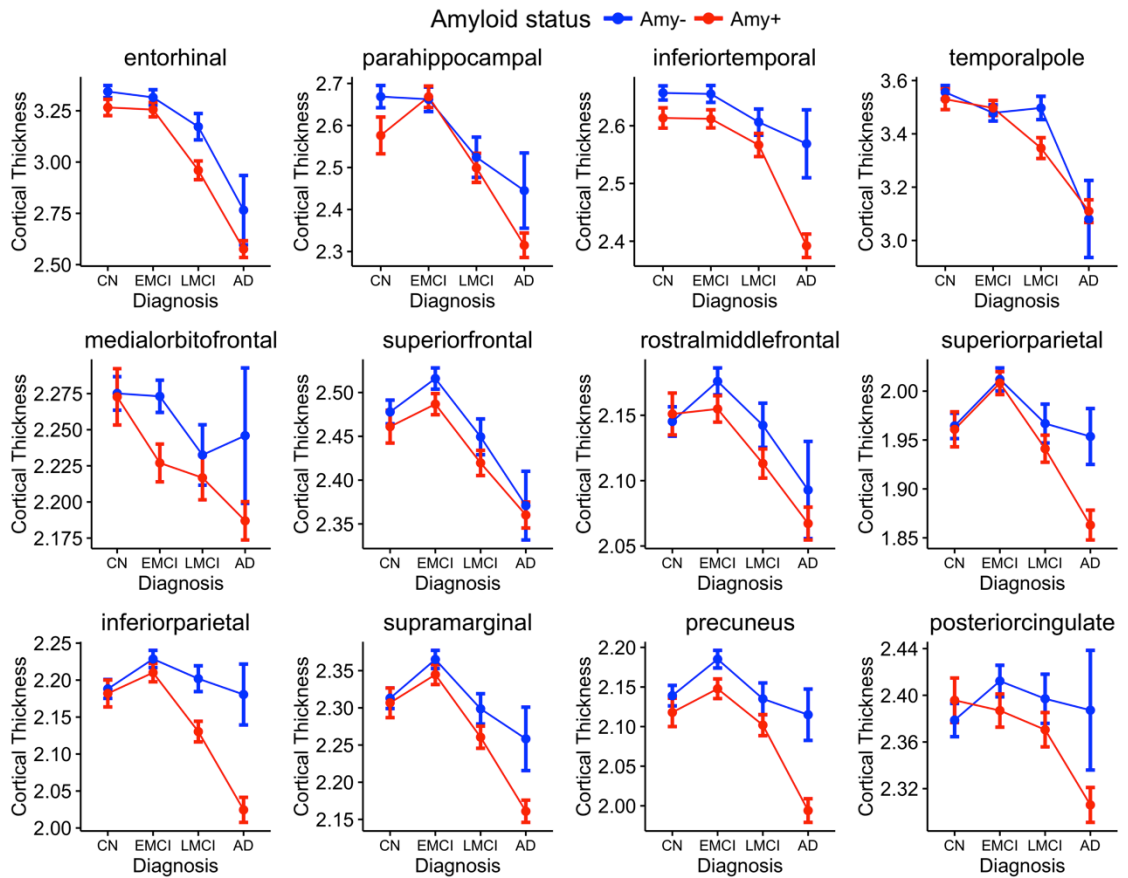 Amyloid status Amy- Amy+
entorhinal parahippocampal inferiortemporal temporalpole
Cortical Thickness 3.25 3.00 2.75 2.50 CN EMCI LMCI AD Diagnosis
Cortical Thickness 2.7 2.6 2.5 2.4 2.3 CN EMCI LMCI AD Diagnosis
Cortical Thickness 2.6 2.5 2.4 CN EMCI LMCI AD Diagnosis
Cortical Thickness 3.6 3.4 3.2 3.0 CN EMCI LMCI AD Diagnosis
medialorbitofrontal superiorfrontal rostralmiddlefrontal superiorparietal
Cortical Thickness 2.275 2.250 2.225 2.200 2.175 CN EMCI LMCI AD Diagnosis
Cortical Thickness 2.50 2.45 2.40 2.35 CN EMCI LMCI AD Diagnosis
Cortical Thickness 2.15 2.10 2.05 CN EMCI LMCI AD Diagnosis
Cortical Thickness 2.00 1.95 1.90 1.85 CN EMCI LMCI AD Diagnosis
inferiorparietal supramarginal precuneus posteriorcingulate
Cortical Thickness 2.25 2.20 2.15 2.10 2.05 2.00 CN EMCI LMCI AD Diagnosis
Cortical Thickness 2.35 2.30 2.25 2.20 2.15 CN EMCI LMCI AD Diagnosis
Cortical Thickness 2.20 2.15 2.10 2.05 2.00 CN EMCI LMCI AD Diagnosis
Cortical Thickness 2.44 2.40 2.36 2.32 CN EMCI LMCI AD Diagnosis